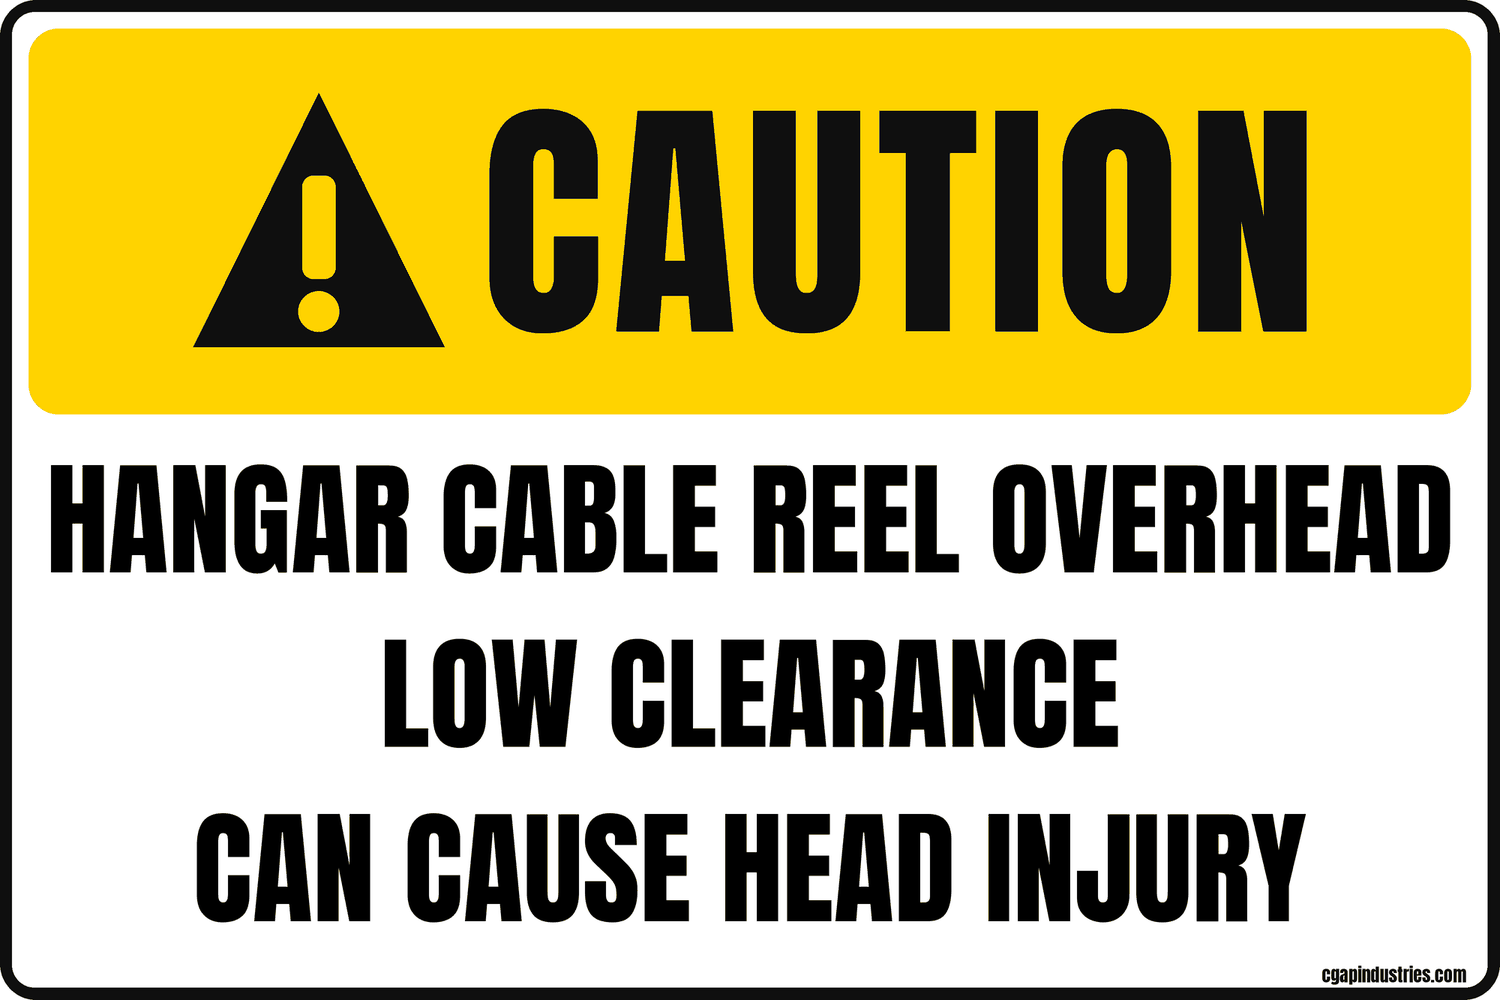 CAUTION
HANGAR CABLE REEL OVERHEAD
LOW CLEARANCE
CAN CAUSE HEAD INJURY
cgapindustries.com